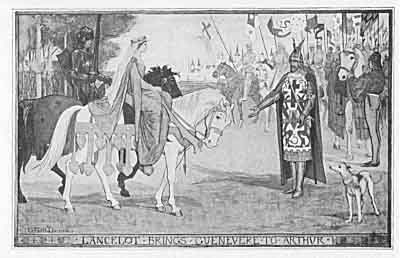 LANCELOT · BRINGS · GUENEVERE · TO · ARTHUR